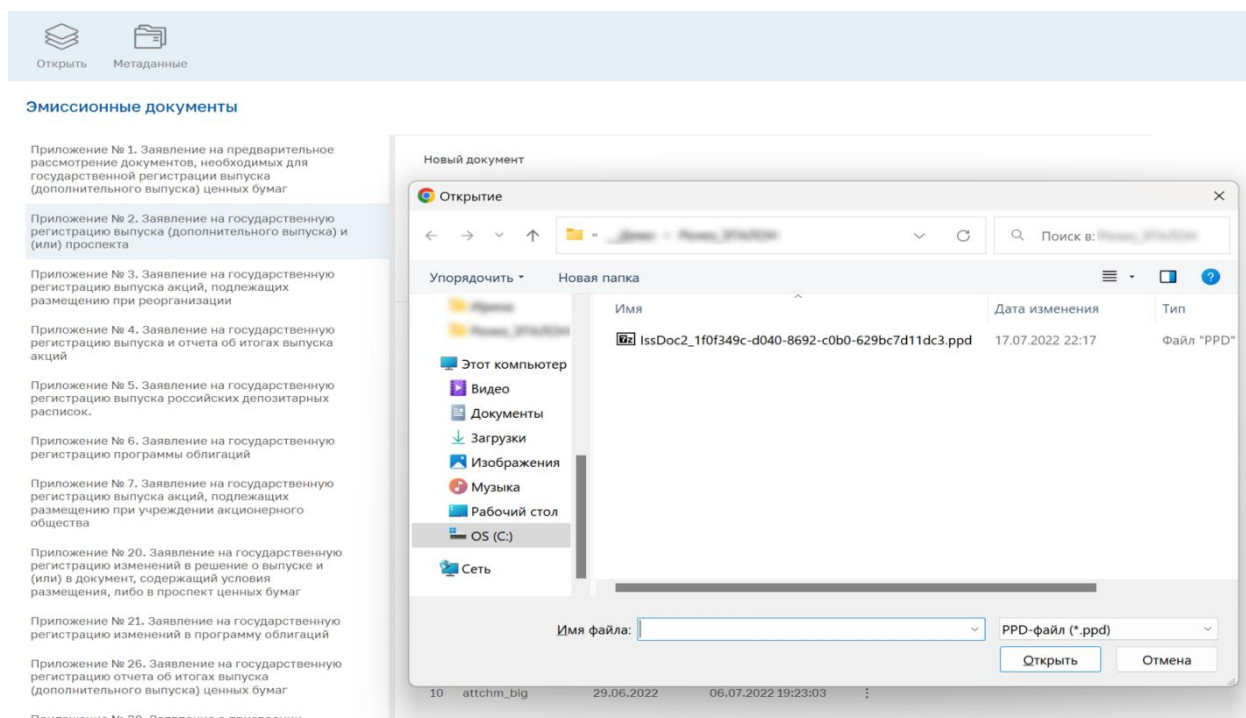 Открыть
Метаданные
Эмиссионные документы
Приложение № 1. Заявление на предварительное
рассмотрение документов, необходимых для
государственной регистрации выпуска
(дополнительного выпуска) ценных бумаг
Приложение № 2. Заявление на государственную
регистрацию выпуска (дополнительного выпуска) и
(или) проспекта
Приложение № 3. Заявление на государственную
регистрацию выпуска акций, подлежащих
размещению при реорганизации
Приложение № 4. Заявление на государственную
регистрацию выпуска и отчета об итогах выпуска
акций
Приложение № 5. Заявление на государственную
регистрацию выпуска российских депозитарных
расписок.
Приложение № 6. Заявление на государственную
регистрацию программы облигаций
Приложение № 7. Заявление на государственную
регистрацию выпуска акций, подлежащих
размещению при учреждении акционерного
общества
Приложение № 20. Заявление на государственную
регистрацию изменений в решение о выпуске и
(или) в документ, содержащий условия
размещения, либо в проспект ценных бумаг
Приложение № 21. Заявление на государственную
регистрацию изменений в программу облигаций
Приложение № 26. Заявление на государственную
регистрацию отчета об итогах выпуска
(дополнительного выпуска) ценных бумаг
Новый документ
Открытие
«
Поиск в:
Упорядочить
Новая папка
Имя
Дата изменения
Тип
IssDoc2_1f0f349c-d040-8692-c0b0-629bc7d11dc3.ppd
17.07.2022 22:17
Файл "PPD"
Этот компьютер
Видео
Документы
Загрузки
Изображения
Музыка
Рабочий стол
OS (C:)
Сеть
Имя файла:
PPD-файл (*.ppd)
Открыть
Отмена
10 attchm_big 29.06.2022 06.07.2022 19:23:03